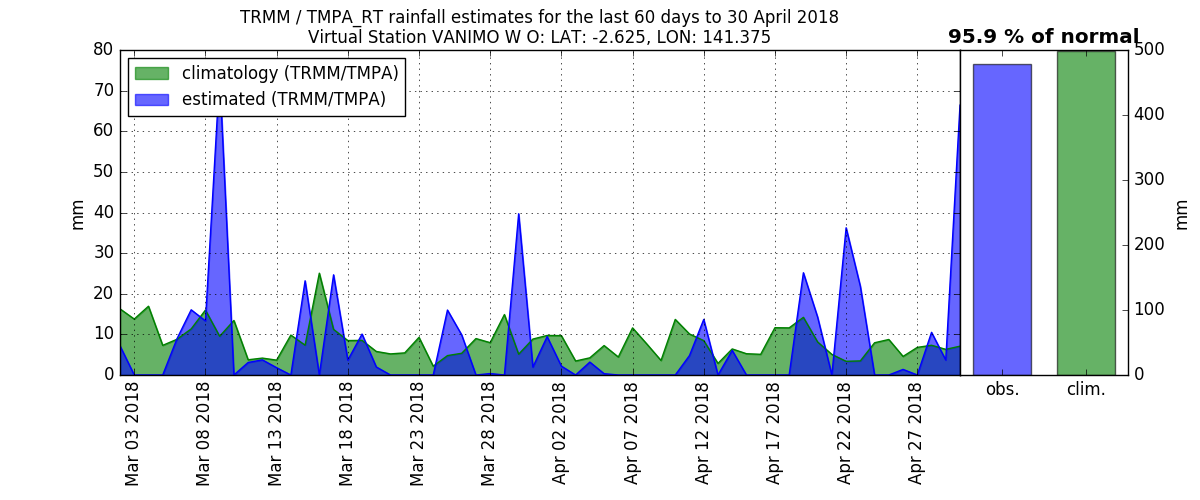 TRMM / TMPA_RT rainfall estimates for the last 60 days to 30 April 2018
Virtual Station VANIMO W O: LAT: -2.625, LON: 141.375
95.9 % of normal
climatology (TRMM/TMPA)
estimated (TRMM/TMPA)
80
70
60
50
40
30
20
10
0
mm
Mar 03 2018
Mar 08 2018
Mar 13 2018
Mar 18 2018
Mar 23 2018
Mar 28 2018
Apr 02 2018
Apr 07 2018
Apr 12 2018
Apr 17 2018
Apr 22 2018
Apr 27 2018
obs.
clim.
500
400
300
200
100
0
mm